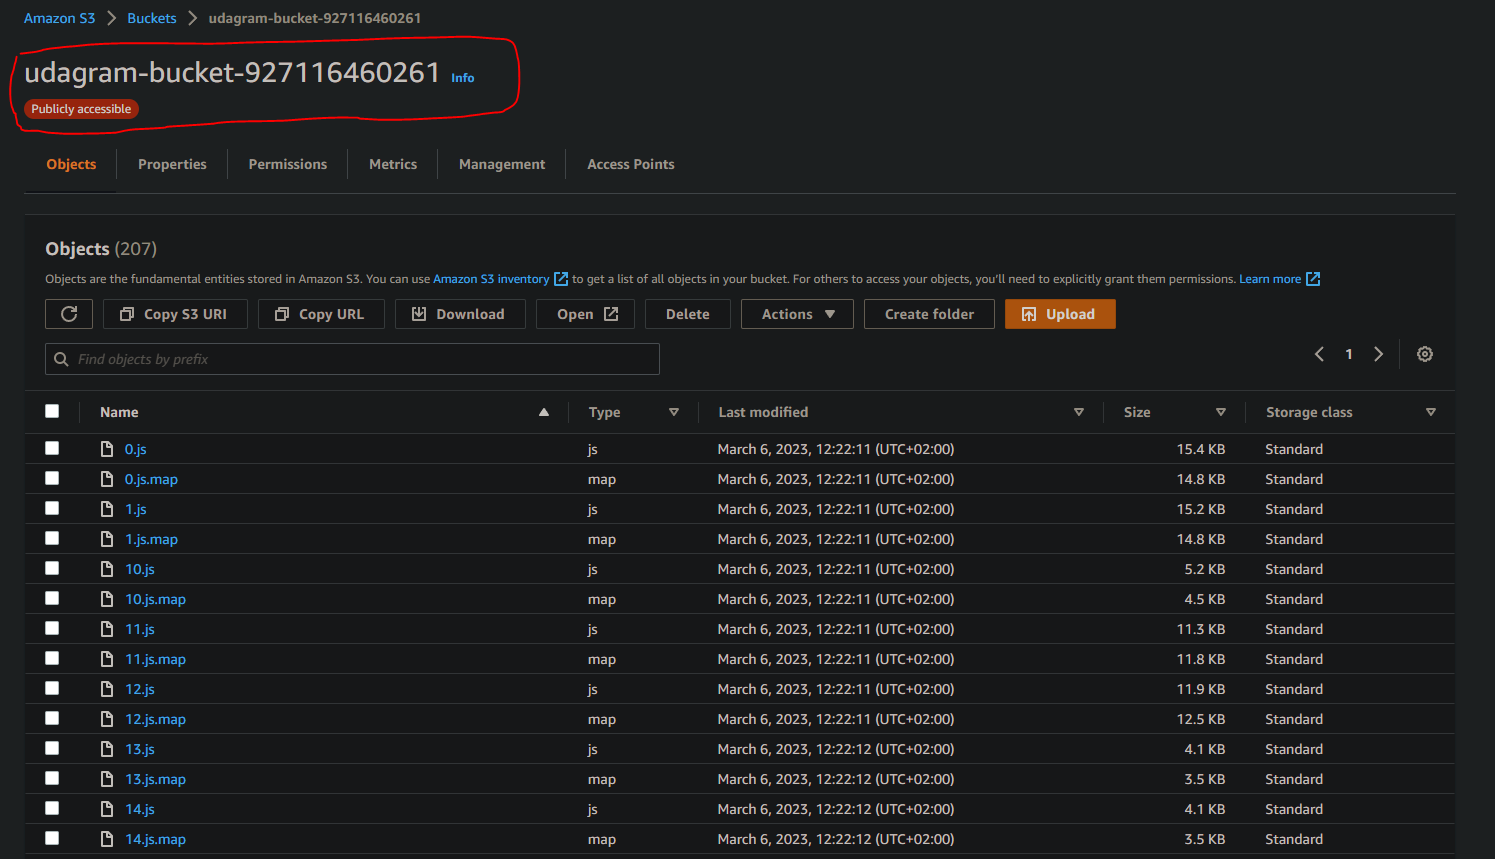 Amazon S3 > Buckets > udagram-bucket-927116460261
udagram-bucket-927116460261 Info
Publicly accessible
Objects Properties Permissions Metrics Management Access Points
Objects (207)
Objects are the fundamental entities stored in Amazon S3. You can use Amazon S3 inventory to get a list of all objects in your bucket. For others to access your objects, you'll need to explicitly grant them permissions. Learn more
Copy S3 URI Copy URL Download Open Delete Actions Create folder Upload
Find objects by prefix 1
Name Type Last modified Size Storage class
0.js js March 6, 2023, 12:22:11 (UTC+02:00) 15.4 KB Standard
0.js.map map March 6, 2023, 12:22:11 (UTC+02:00) 14.8 KB Standard
1.js js March 6, 2023, 12:22:11 (UTC+02:00) 15.2 KB Standard
1.js.map map March 6, 2023, 12:22:11 (UTC+02:00) 14.8 KB Standard
10.js js March 6, 2023, 12:22:11 (UTC+02:00) 5.2 KB Standard
10.js.map map March 6, 2023, 12:22:11 (UTC+02:00) 4.5 KB Standard
11.js js March 6, 2023, 12:22:11 (UTC+02:00) 11.3 KB Standard
11.js.map map March 6, 2023, 12:22:11 (UTC+02:00) 11.8 KB Standard
12.js js March 6, 2023, 12:22:11 (UTC+02:00) 11.9 KB Standard
12.js.map map March 6, 2023, 12:22:11 (UTC+02:00) 12.5 KB Standard
13.js js March 6, 2023, 12:22:12 (UTC+02:00) 4.1 KB Standard
13.js.map map March 6, 2023, 12:22:12 (UTC+02:00) 3.5 KB Standard
14.js js March 6, 2023, 12:22:12 (UTC+02:00) 4.1 KB Standard
14.js.map map March 6, 2023, 12:22:12 (UTC+02:00) 3.5 KB Standard